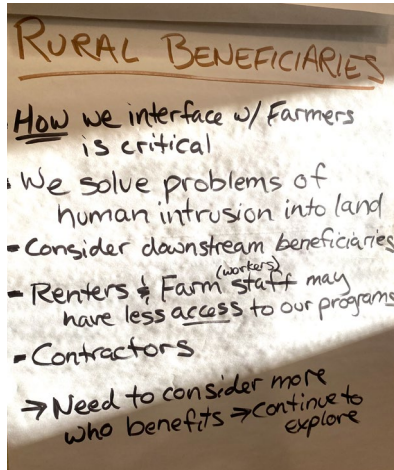 RURAL BENEFICIARIES
• How we interface w/ Farmers
is critical
• We solve problems of
human intrusion into land
- Consider downstream beneficiaries
(workers)
- Renters & Farm staff may
have less access to our programs
- Contractors
→ Need to consider more
who benefits → Continue to
explore